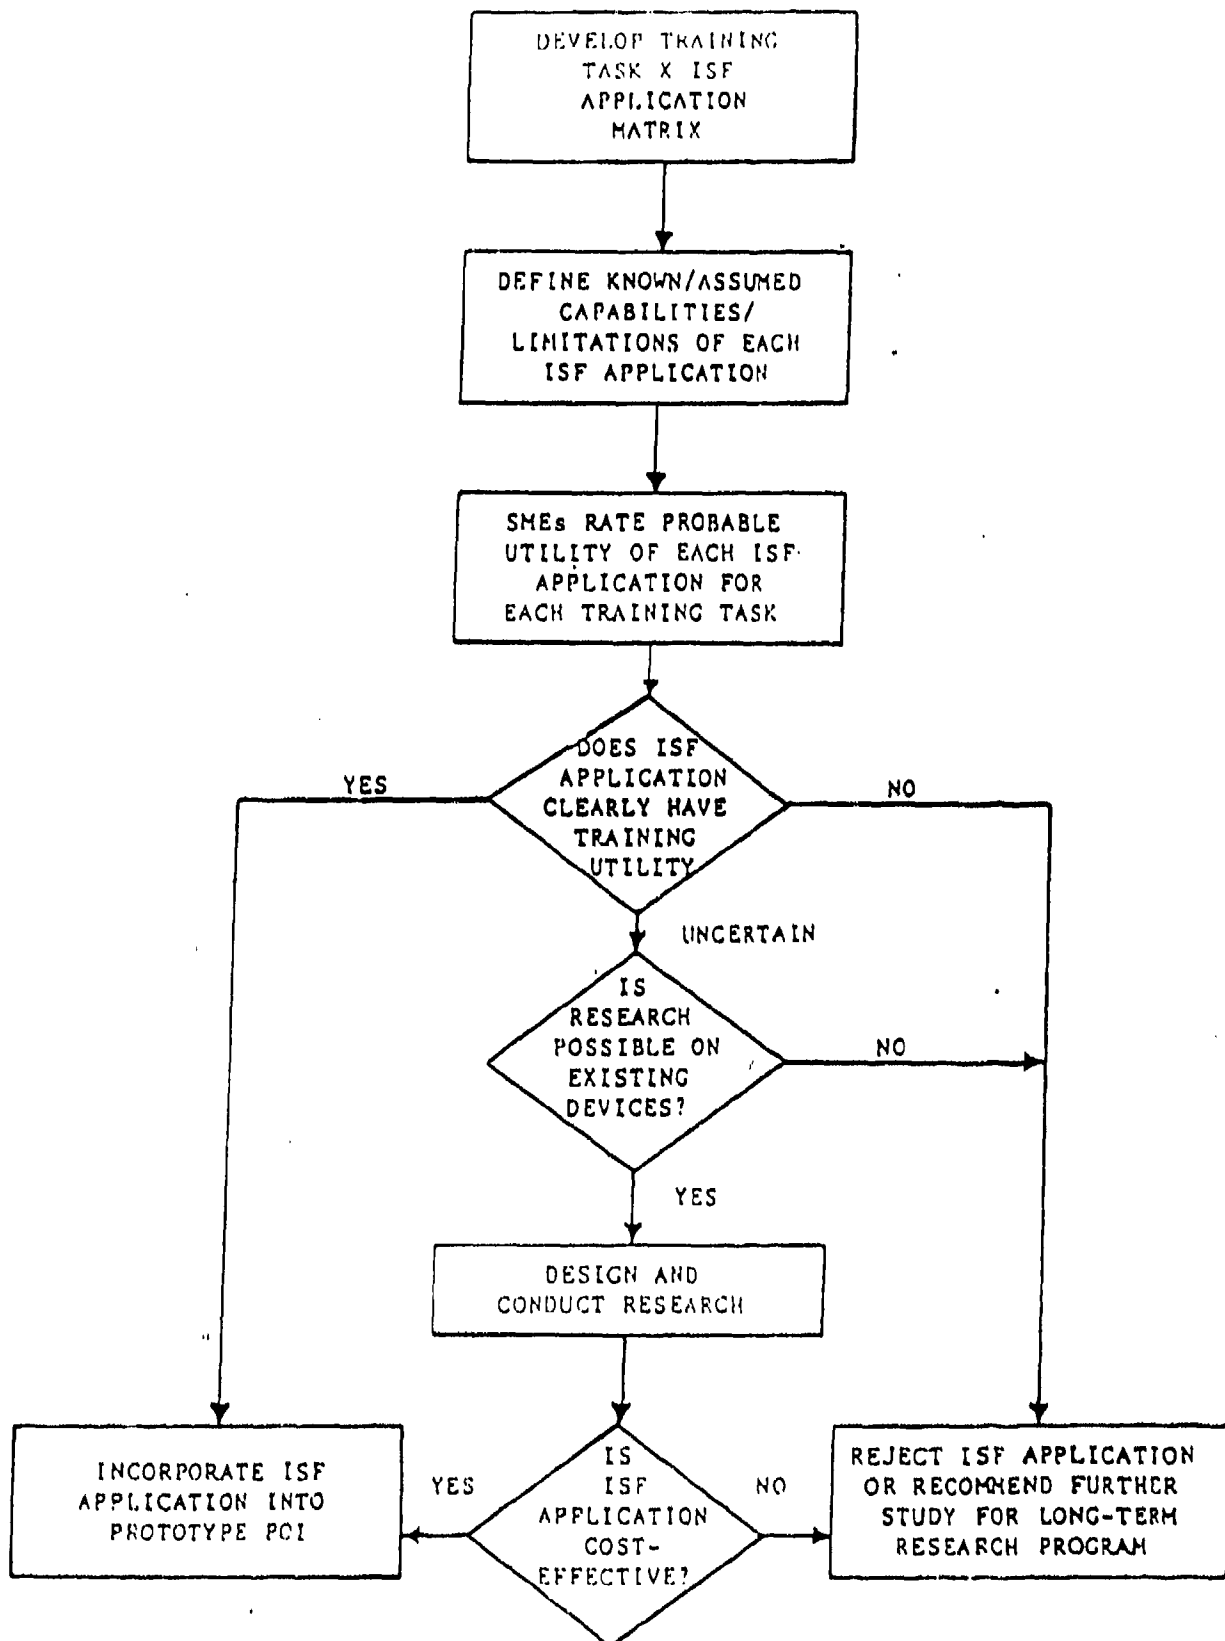 DEVELOP TRAINING
TASK X ISF
APPLICATION
MATRIX
DEFINE KNOWN/ASSUMED
CAPABILITIES/
LIMITATIONS OF EACH
ISF APPLICATION
SMEs RATE PROBABLE
UTILITY OF EACH ISF
APPLICATION FOR
EACH TRAINING TASK
DOES ISF
APPLICATION
CLEARLY HAVE
TRAINING
UTILITY
YES
NO
UNCERTAIN
IS
RESEARCH
POSSIBLE ON
EXISTING
DEVICES?
NO
YES
DESIGN AND
CONDUCT RESEARCH
IS
ISF
APPLICATION
COST-
EFFECTIVE?
YES
NO
INCORPORATE ISF
APPLICATION INTO
PROTOTYPE PCI
REJECT ISF APPLICATION
OR RECOMMEND FURTHER
STUDY FOR LONG-TERM
RESEARCH PROGRAM